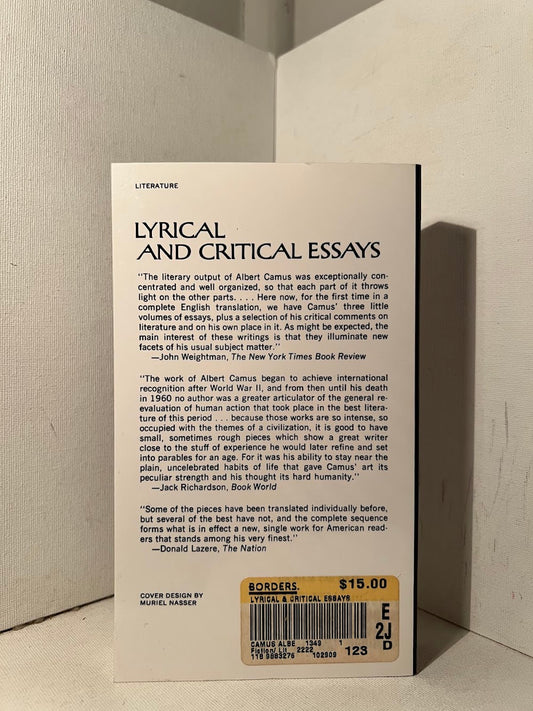 LITERATURE
LYRICAL
AND CRITICAL ESSAYS
"The literary output of Albert Camus was exceptionally con-
centrated and well organized, so that each part of it throws
light on the other parts. . . . Here now, for the first time in a
complete English translation, we have Camus' three little
volumes of essays, plus a selection of his critical comments on
literature and on his own place in it. As might be expected, the
main interest of these writings is that they illuminate new
facets of his usual subject matter."
—John Weightman, The New York Times Book Review
"The work of Albert Camus began to achieve international
recognition after World War II, and from then until his death
in 1960 no author was a greater articulator of the general re-
evaluation of human action that took place in the best litera-
ture of this period . . . because those works are so intense, so
occupied with the themes of a civilization, it is good to have
small, sometimes rough pieces which show a great writer
close to the stuff of experience he would later refine and set
into parables for an age. For it was his ability to stay near the
plain, uncelebrated habits of life that gave Camus' art its
peculiar strength and his thought its hard humanity."
—Jack Richardson, Book World
"Some of the pieces have been translated individually before,
but several of the best have not, and the complete sequence
forms what is in effect a new, single work for American read-
ers that stands among his very finest."
—Donald Lazere, The Nation
COVER DESIGN BY
MURIEL NASSER
BORDERS. $15.00
LYRICAL & CRITICAL ESSAYS
E
2J
D
CAMUS ALBE 1349 1
Fiction/ Lit 2222
118 9883276 102909 123